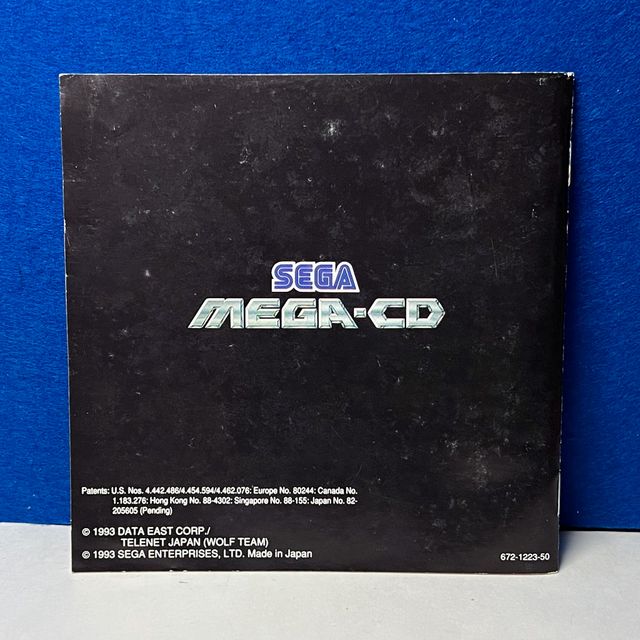 SEGA
MEGA-CD
Patents: U.S. Nos. 4.442.486/4.454.594/4.462.076: Europe No. 80244: Canada No.
1.183.276: Hong Kong No. 88-4302: Singapore No. 88-155: Japan No. 82-
205605 (Pending)
© 1993 DATA EAST CORP./
TELENET JAPAN (WOLF TEAM)
© 1993 SEGA ENTERPRISES, LTD. Made in Japan
672-1223-50